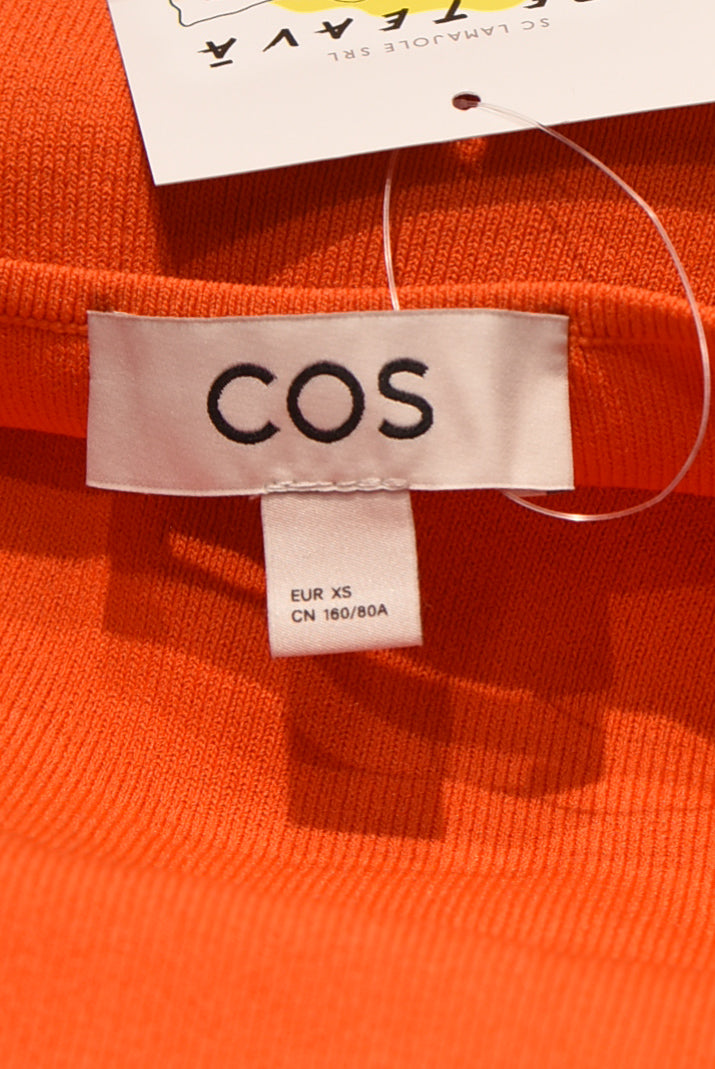 SC LAMAJOLE SRL
COS
EUR XS
CN 160/80A